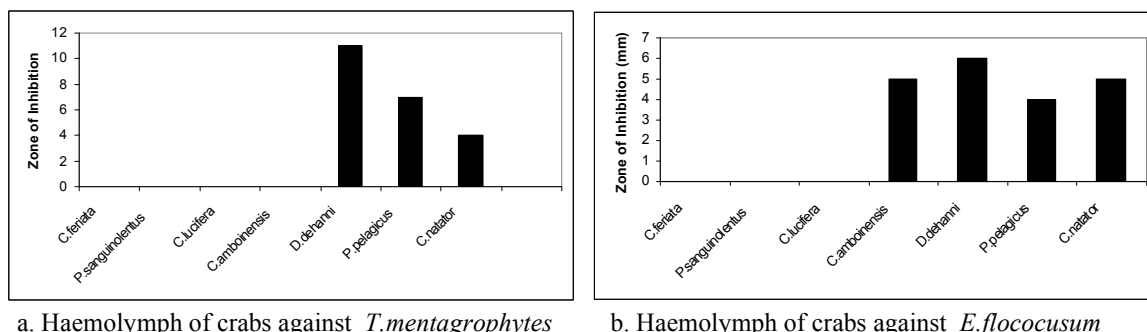 Zone of Inhibition
12
10
8
6
4
2
0
C.feriata
P.sanguinolentus
C.lucifera
C.amboinensis
D.dehanni
P.pelagicus
C.natator
a. Haemolymph of crabs against T.mentagrophytes
Zone of Inhibition (mm)
7
6
5
4
3
2
1
0
C.feriata
P.sanguinolentus
C.lucifera
C.amboinensis
D.dehanni
P.pelagicus
C.natator
b. Haemolymph of crabs against E.flococusum